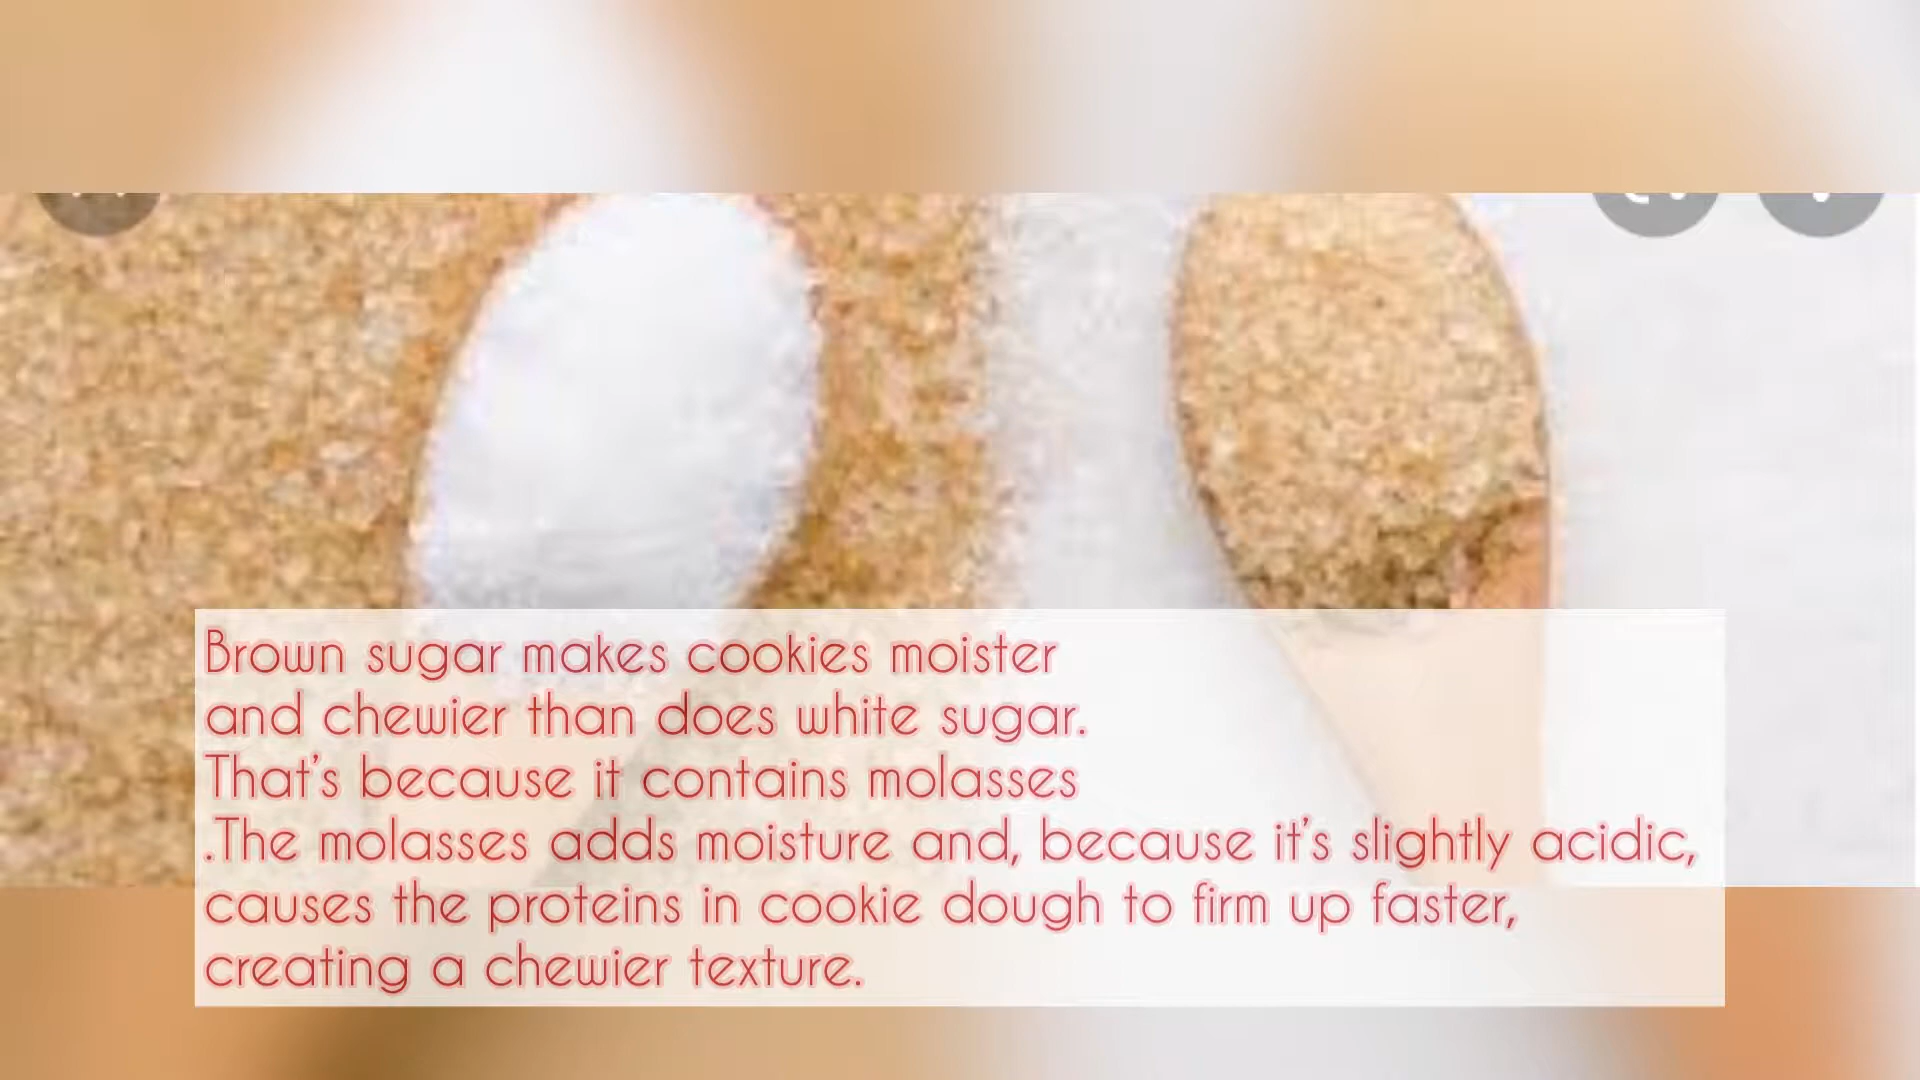 Brown sugar makes cookies moister
and chewier than does white sugar.
That's because it contains molasses
.The molasses adds moisture and, because it's slightly acidic,
causes the proteins in cookie dough to firm up faster,
creating a chewier texture.